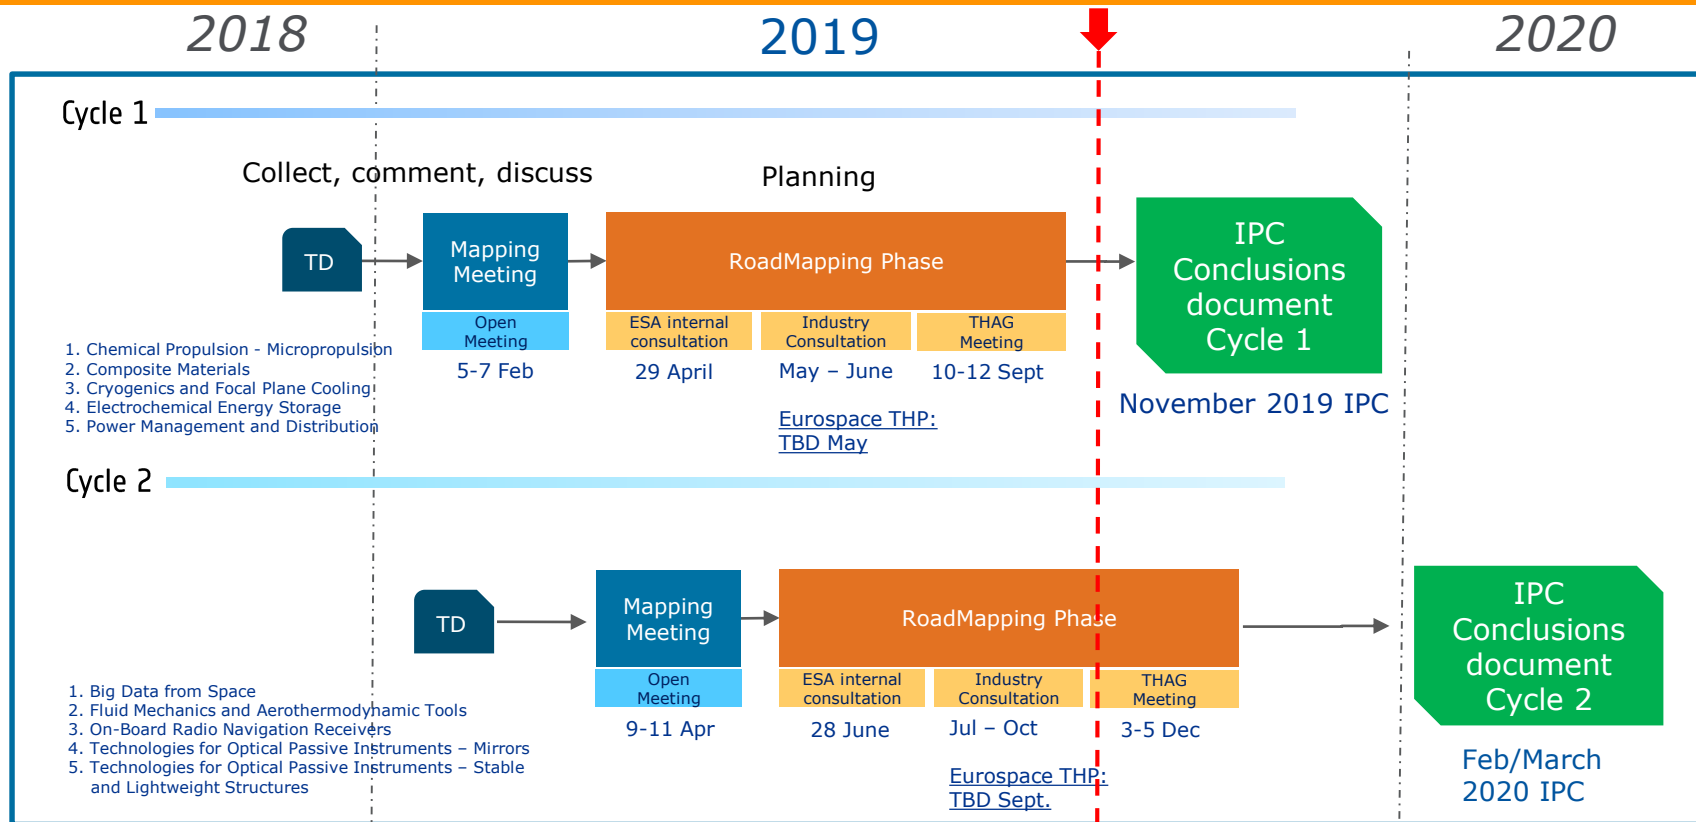 2018
2019
2020
Cycle 1
Collect, comment, discuss
Planning
TD
Mapping
Meeting
RoadMapping Phase
IPC
Conclusions
document
Cycle 1
Open
Meeting
ESA internal
consultation
Industry
Consultation
THAG
Meeting
5-7 Feb
29 April
May – June
10-12 Sept
1. Chemical Propulsion - Micropropulsion
2. Composite Materials
3. Cryogenics and Focal Plane Cooling
4. Electrochemical Energy Storage
5. Power Management and Distribution
Eurospace THP:
TBD May
November 2019 IPC
Cycle 2
TD
Mapping
Meeting
RoadMapping Phase
IPC
Conclusions
document
Cycle 2
Open
Meeting
ESA internal
consultation
Industry
Consultation
THAG
Meeting
9-11 Apr
28 June
Jul – Oct
3-5 Dec
1. Big Data from Space
2. Fluid Mechanics and Aerothermodynamic Tools
3. On-Board Radio Navigation Receivers
4. Technologies for Optical Passive Instruments – Mirrors
5. Technologies for Optical Passive Instruments – Stable
and Lightweight Structures
Eurospace THP:
TBD Sept.
Feb/March
2020 IPC